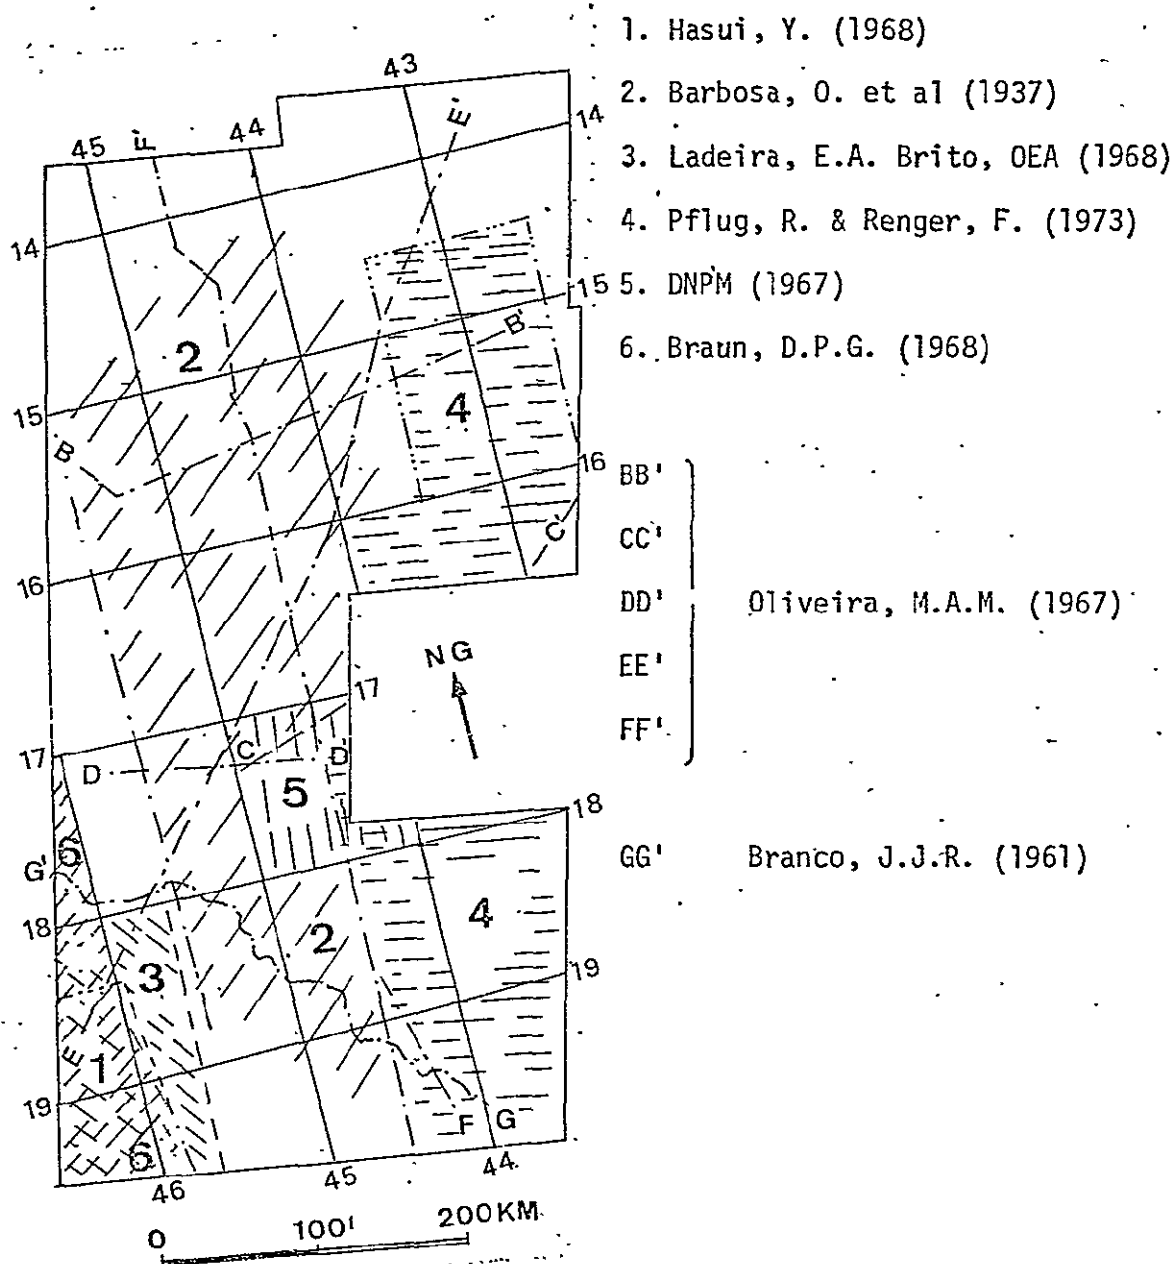 1. Hasui, Y. (1968)
2. Barbosa, O. et al (1937)
3. Ladeira, E.A. Brito, OEA (1968)
4. Pflug, R. & Renger, F. (1973)
5. DNPM (1967)
6. Braun, D.P.G. (1968)
BB'
CC'
DD' Oliveira, M.A.M. (1967)
EE'
FF'
GG' Branco, J.J.R. (1961)
43
45 F' 44 E'
14
14
15
2
B'
15
4
B
16
C'
16
NG
17
17
C
D D
5
18
6
G'
18
2
4
3
19
E
1
19
F G
6
46
45
44
0 100 200 KM